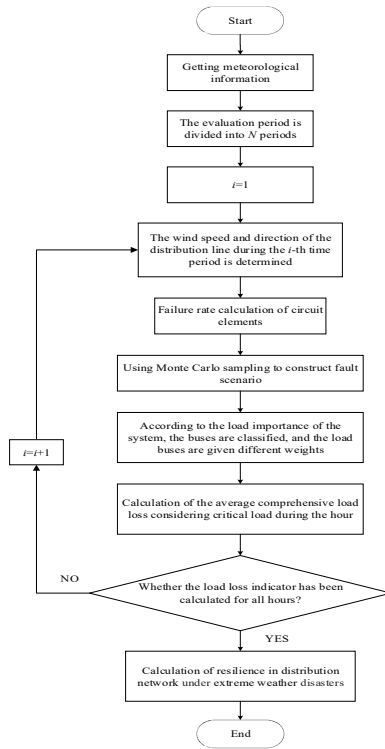 Start
Getting meteorological
information
The evaluation period is
divided into N periods
i=1
The wind speed and direction of the
distribution line during the i-th time
period is determined
Failure rate calculation of circuit
elements
Using Monte Carlo sampling to construct fault
scenario
According to the load importance of the
system, the buses are classified, and the load
buses are given different weights
i=i+1
Calculation of the average comprehensive load
loss considering critical load during the hour
NO
Whether the load loss indicator has been
calculated for all hours?
YES
Calculation of resilience in distribution
network under extreme weather disasters
End